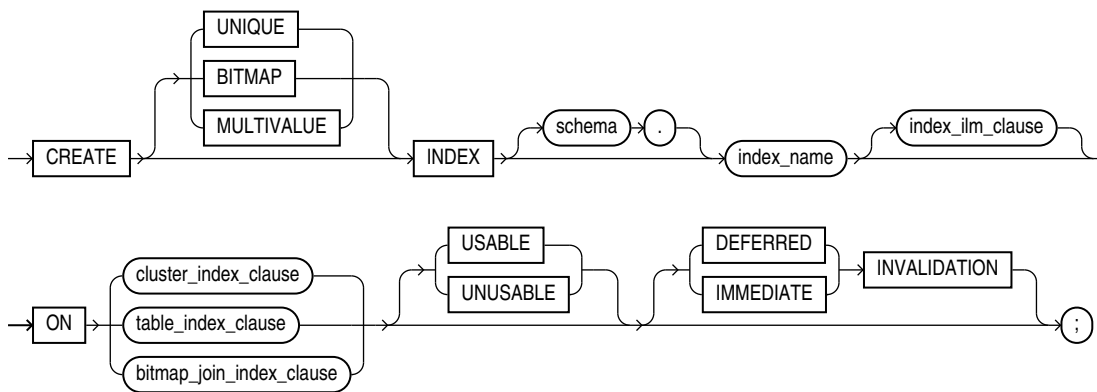 UNIQUE
BITMAP
MULTIVALUE
CREATE INDEX schema . index_name index_ilm_clause
ON cluster_index_clause
table_index_clause
bitmap_join_index_clause
USABLE
UNUSABLE
DEFERRED
IMMEDIATE
INVALIDATION
;